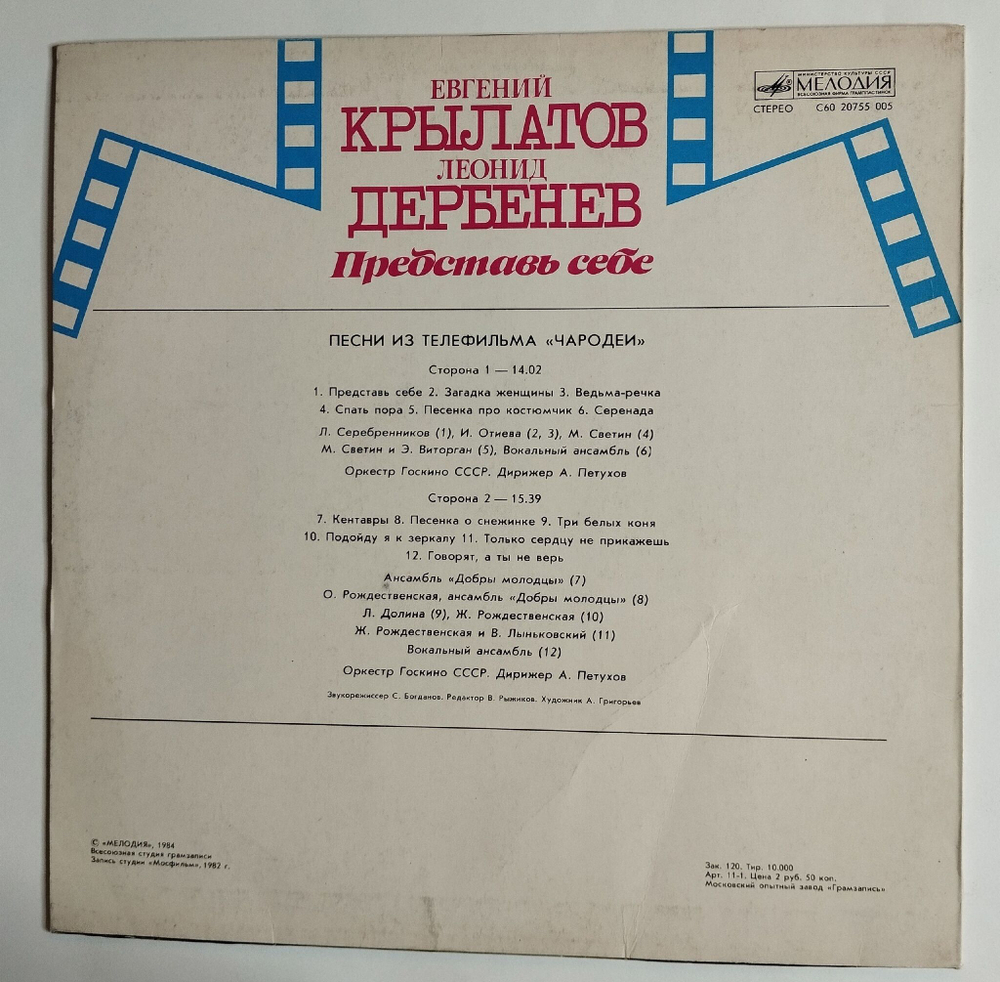 ЕВГЕНИЙ
КРЫЛАТОВ
ЛЕОНИД
ДЕРБЕНЕВ
Представь себе
МИНИСТЕРСТВО КУЛЬТУРЫ СССР
МЕЛОДИЯ
ВСЕСОЮЗНАЯ ФИРМА ГРАМПЛАСТИНОК
СТЕРЕО С60 20755 005
ПЕСНИ ИЗ ТЕЛЕФИЛЬМА «ЧАРОДЕИ»
Сторона 1 — 14.02
1. Представь себе 2. Загадка женщины 3. Ведьма-речка
4. Спать пора 5. Песенка про костюмчик 6. Серенада
Л. Серебренников (1), И. Отиева (2, 3), М. Светин (4)
М. Светин и Э. Виторган (5), Вокальный ансамбль (6)
Оркестр Госкино СССР. Дирижер А. Петухов
Сторона 2 — 15.39
7. Кентавры 8. Песенка о снежинке 9. Три белых коня
10. Подойду я к зеркалу 11. Только сердцу не прикажешь
12. Говорят, а ты не верь
Ансамбль «Добры молодцы» (7)
О. Рождественская, ансамбль «Добры молодцы» (8)
Л. Долина (9), Ж. Рождественская (10)
Ж. Рождественская и В. Лыньковский (11)
Вокальный ансамбль (12)
Оркестр Госкино СССР. Дирижер А. Петухов
Звукорежиссер С. Богданов. Редактор В. Рыжиков. Художник А. Григорьев
© «МЕЛОДИЯ», 1984
Всесоюзная студия грамзаписи
Запись студии «Мосфильм», 1982 г.
Зак. 120. Тир. 10.000
Арт. 11-1. Цена 2 руб. 50 коп.
Московский опытный завод «Грамзапись»